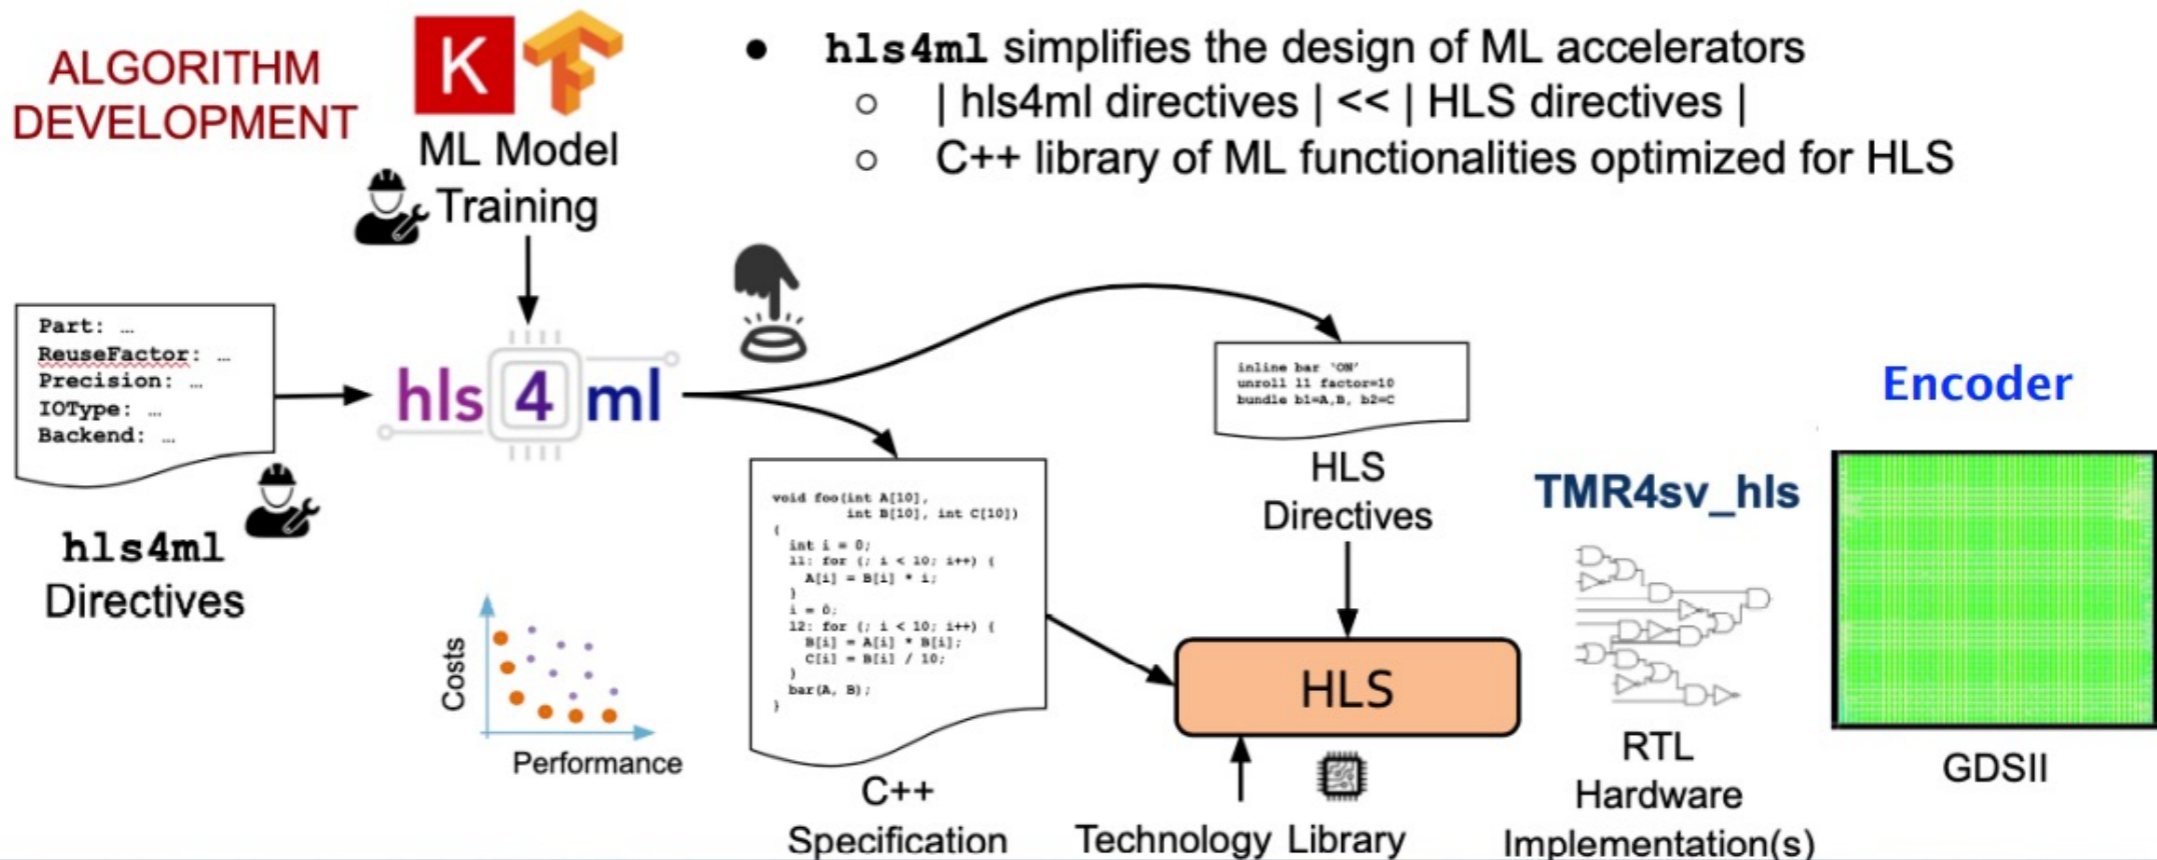 ALGORITHM
DEVELOPMENT
K
ML Model
Training
● hls4ml simplifies the design of ML accelerators
○ | hls4ml directives | << | HLS directives |
○ C++ library of ML functionalities optimized for HLS
Part: …
ReuseFactor: …
Precision: …
IOType: …
Backend: …
hls4ml
Directives
hls 4 ml
inline bar 'ON'
unroll l1 factor=10
bundle b1=A,B, b2=C
HLS
Directives
void foo(int A[10],
int B[10], int C[10])
{
int i = 0;
l1: for (; i < 10; i++) {
A[i] = B[i] * i;
}
i = 0;
l2: for (; i < 10; i++) {
B[i] = A[i] * B[i];
C[i] = B[i] / 10;
}
bar(A, B);
}
C++
Specification
Costs
Performance
HLS
Technology Library
TMR4sv_hls
RTL
Hardware
Implementation(s)
Encoder
GDSII